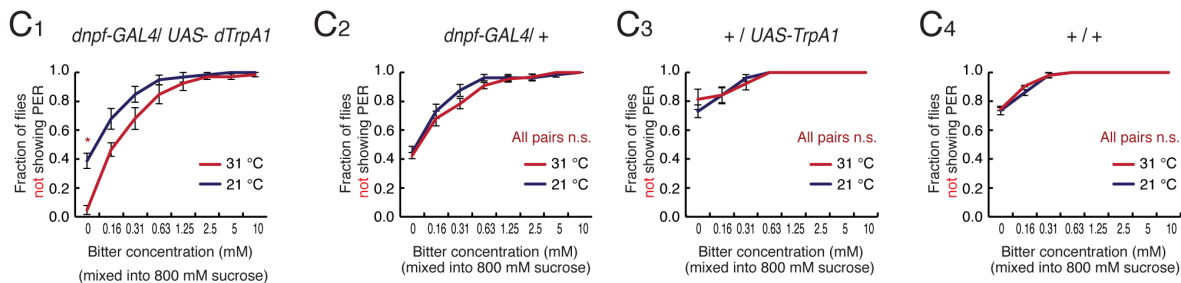 C1
dnpf-GAL4/ UAS- dTrpA1
Fraction of flies
not showing PER
1.0
0.8
0.6
0.4
0.2
0.0
*
31 °C
21 °C
0 0.16 0.31 0.63 1.25 2.5 5 10
Bitter concentration (mM)
(mixed into 800 mM sucrose)
C2
dnpf-GAL4/ +
Fraction of flies
not showing PER
1.0
0.8
0.6
0.4
0.2
0.0
All pairs n.s.
31 °C
21 °C
0 0.16 0.31 0.63 1.25 2.5 5 10
Bitter concentration (mM)
(mixed into 800 mM sucrose)
C3
+ / UAS-TrpA1
Fraction of flies
not showing PER
1.0
0.8
0.6
0.4
0.2
0.0
All pairs n.s.
31 °C
21 °C
0 0.16 0.31 0.63 1.25 2.5 5 10
Bitter concentration (mM)
(mixed into 800 mM sucrose)
C4
+ / +
Fraction of flies
not showing PER
1.0
0.8
0.6
0.4
0.2
0.0
All pairs n.s.
31 °C
21 °C
0 0.16 0.31 0.63 1.25 2.5 5 10
Bitter concentration (mM)
(mixed into 800 mM sucrose)